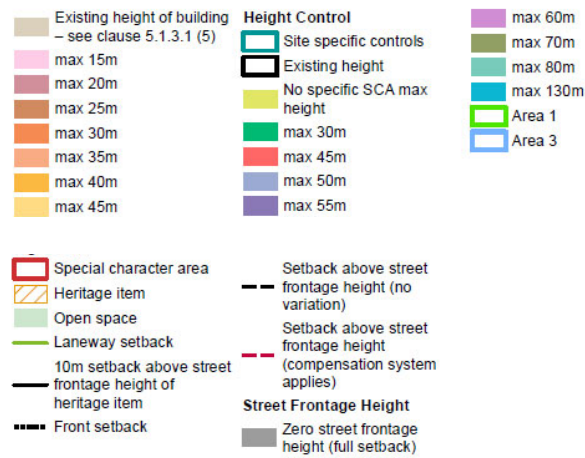 Existing height of building
– see clause 5.1.3.1 (5)
max 15m
max 20m
max 25m
max 30m
max 35m
max 40m
max 45m
Height Control
Site specific controls
Existing height
No specific SCA max
height
max 30m
max 45m
max 50m
max 55m
max 60m
max 70m
max 80m
max 130m
Area 1
Area 3
Special character area
Heritage item
Open space
Laneway setback
10m setback above street
frontage height of
heritage item
Front setback
Setback above street
frontage height (no
variation)
Setback above street
frontage height
(compensation system
applies)
Street Frontage Height
Zero street frontage
height (full setback)